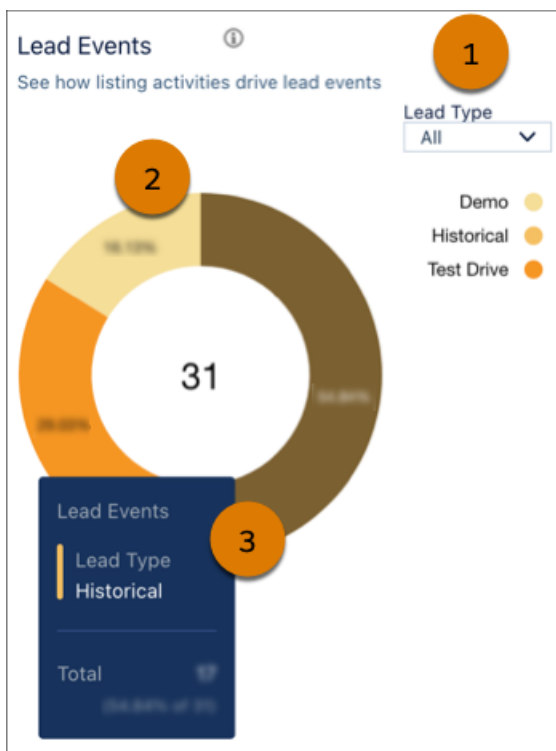 Lead Events
1
See how listing activities drive lead events
Lead Type
All
2
Demo
Historical
Test Drive
31
Lead Events
3
Lead Type
Historical
Total